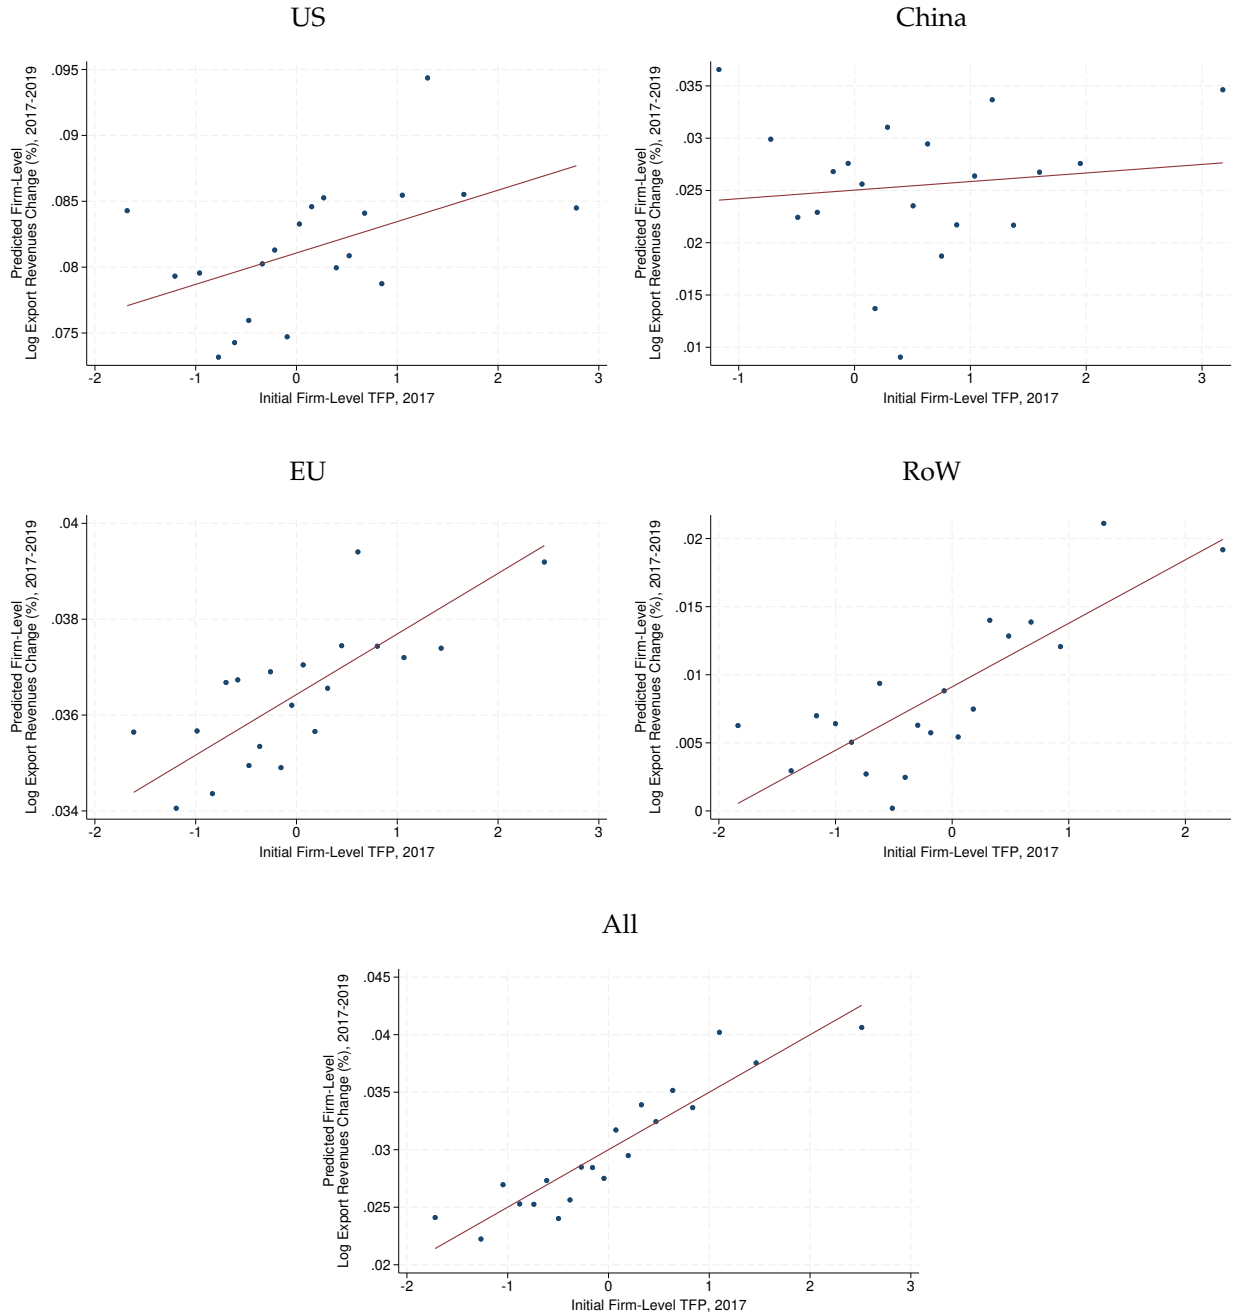 US
Predicted Firm-Level
Log Export Revenues Change (%), 2017-2019
.095
.09
.085
.08
.075
-2
-1
0
1
2
3
Initial Firm-Level TFP, 2017
China
Predicted Firm-Level
Log Export Revenues Change (%), 2017-2019
.035
.03
.025
.02
.015
.01
-1
0
1
2
3
Initial Firm-Level TFP, 2017
EU
Predicted Firm-Level
Log Export Revenues Change (%), 2017-2019
.04
.038
.036
.034
-2
-1
0
1
2
3
Initial Firm-Level TFP, 2017
RoW
Predicted Firm-Level
Log Export Revenues Change (%), 2017-2019
.02
.015
.01
.005
0
-2
-1
0
1
2
Initial Firm-Level TFP, 2017
All
Predicted Firm-Level
Log Export Revenues Change (%), 2017-2019
.045
.04
.035
.03
.025
.02
-2
-1
0
1
2
3
Initial Firm-Level TFP, 2017